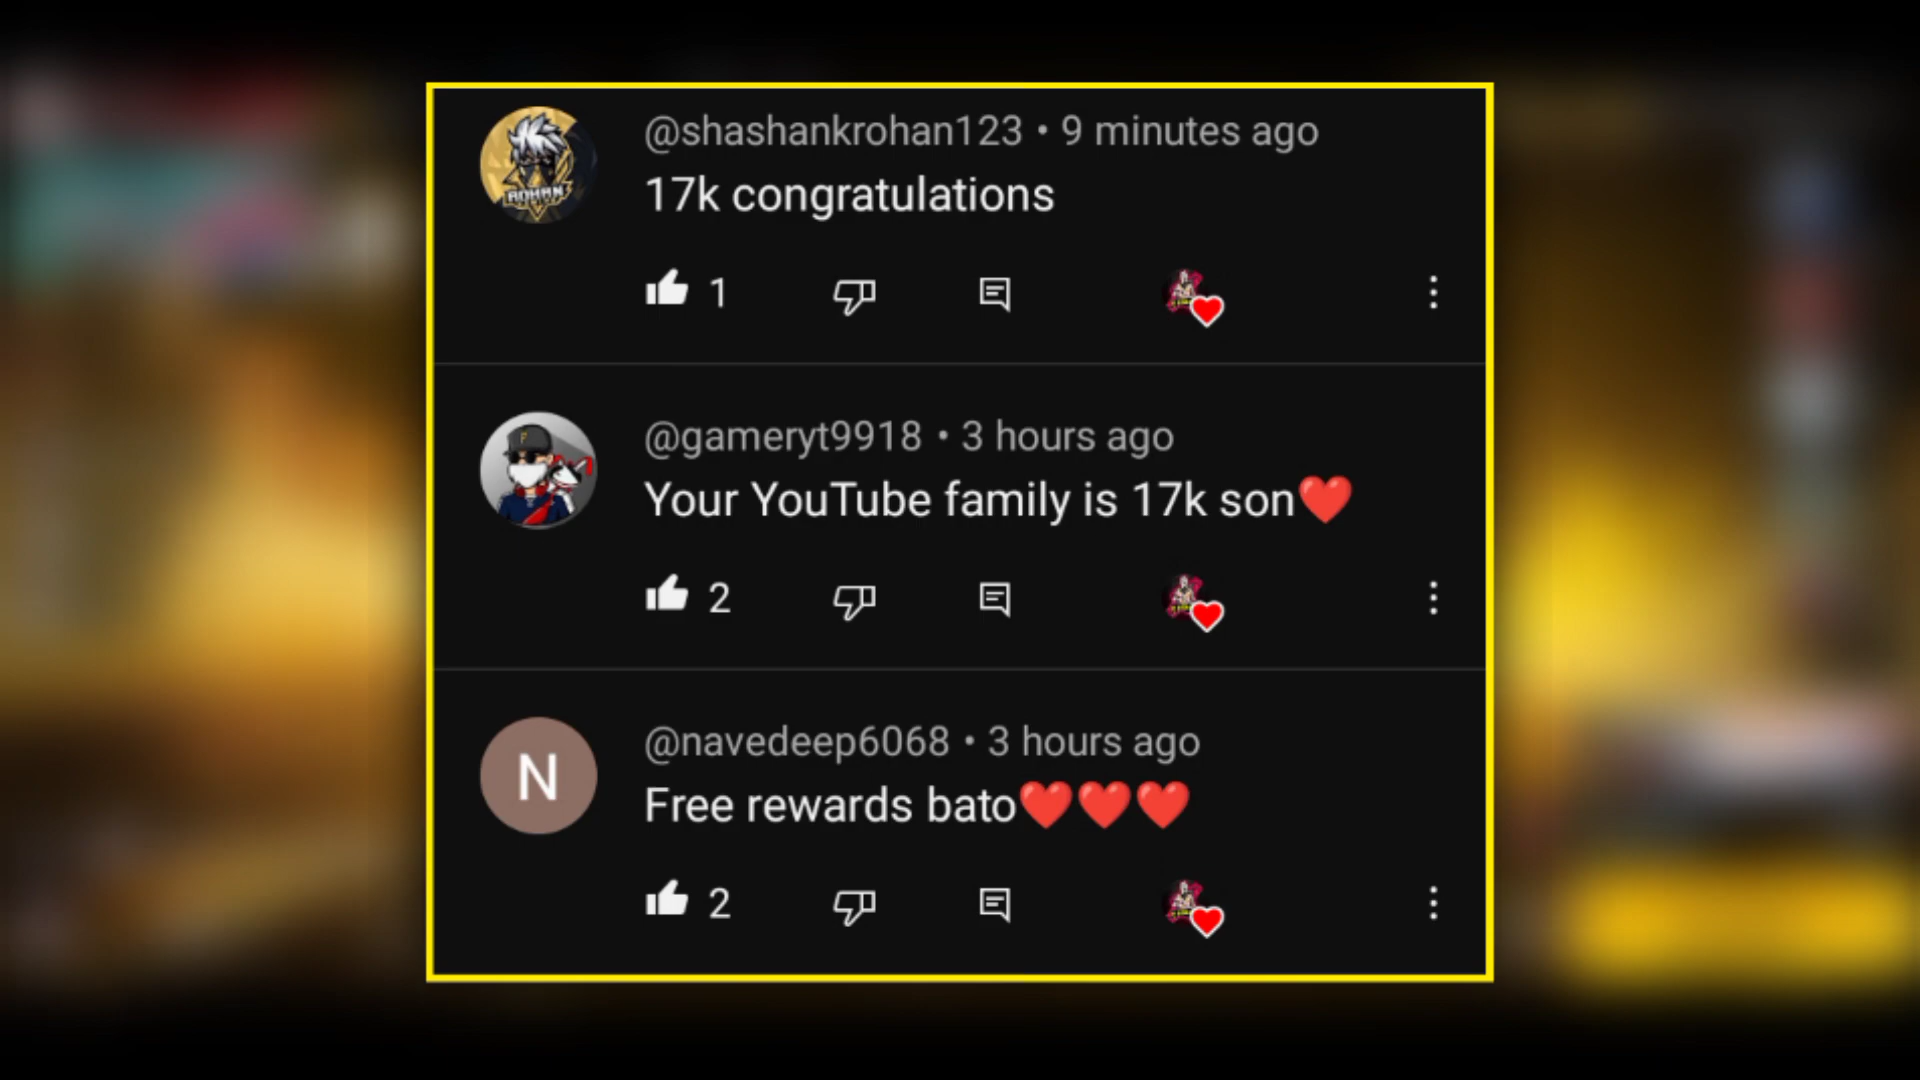 @shashankrohan123 • 9 minutes ago
17k congratulations
ROHAN
1
@gameryt9918 • 3 hours ago
Your YouTube family is 17k son❤️
2
N
@navedeep6068 • 3 hours ago
Free rewards bato❤️❤️❤️
2